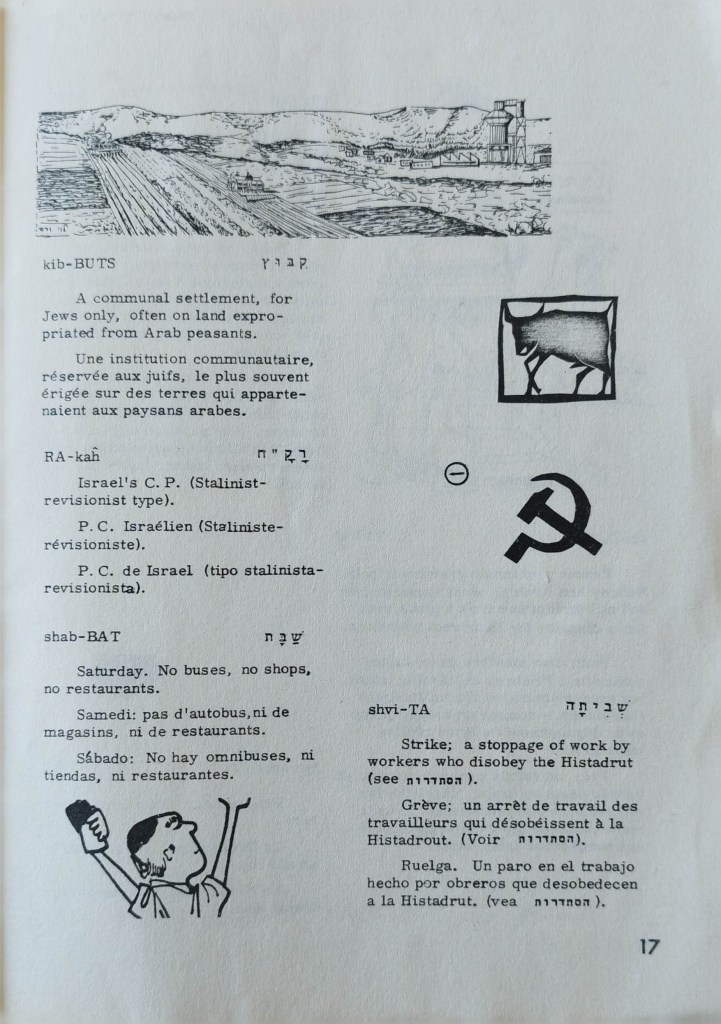 kib-BUTS קִבּוּץ
A communal settlement, for
Jews only, often on land expro-
priated from Arab peasants.
Une institution communautaire,
réservée aux juifs, le plus souvent
érigée sur des terres qui apparte-
naient aux paysans arabes.
RA-kaĥ רָקָ"ח
Israel's C. P. (Stalinist-
revisionist type).
P. C. Israélien (Staliniste-
révisioniste).
P. C. de Israel (tipo stalinista-
revisionista).
shab-BAT שַׁבָּת
Saturday. No buses, no shops,
no restaurants.
Samedi: pas d'autobus, ni de
magasins, ni de restaurants.
Sábado: No hay omnibuses, ni
tiendas, ni restaurantes.
shvi-TA שְׁבִיתָה
Strike; a stoppage of work by
workers who disobey the Histadrut
(see הסתדרות ).
Grève; un arrèt de travail des
travailleurs qui désobéissent à la
Histadrout. (Voir הסתדרות).
Ruelga. Un paro en el trabajo
hecho por obreros que desobedecen
a la Histadrut. (vea הסתדרות ).
17